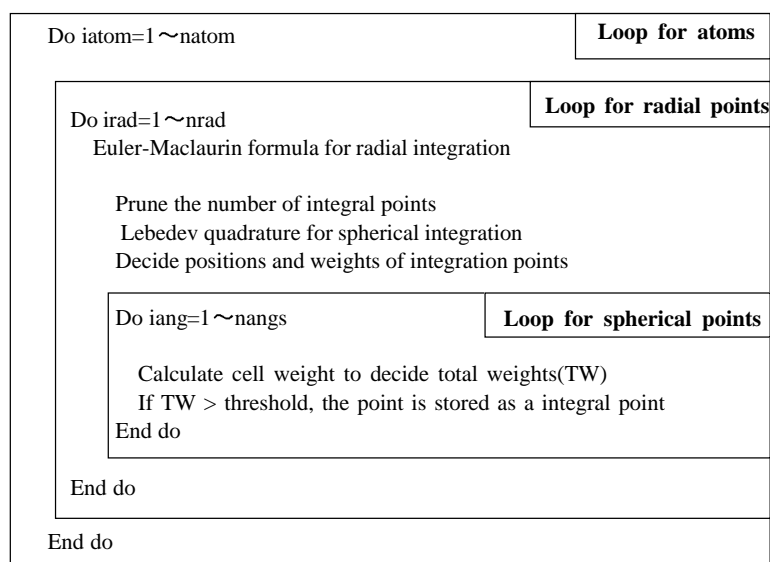 Do iatom=1～natom
Loop for atoms
Loop for radial points
Do irad=1～nrad
Euler-Maclaurin formula for radial integration
Prune the number of integral points
Lebedev quadrature for spherical integration
Decide positions and weights of integration points
Do iang=1～nangs
Loop for spherical points
Calculate cell weight to decide total weights(TW)
If TW > threshold, the point is stored as a integral point
End do
End do
End do